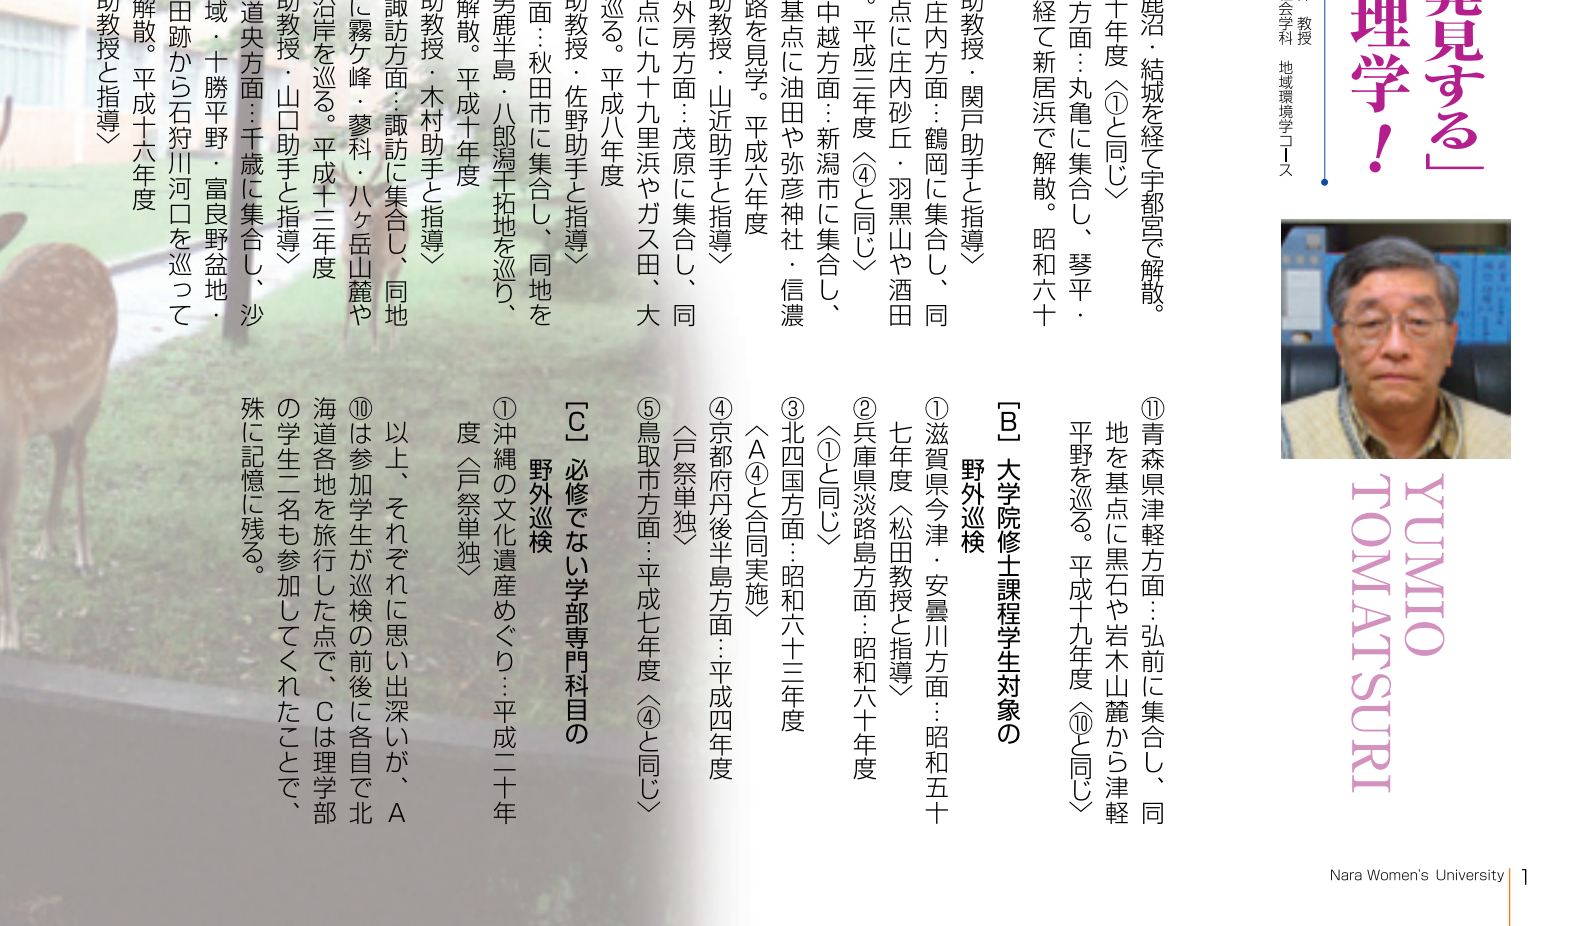 発見する」
理学！
教授
会学科　地域環境学コース
YUMIO
TOMATSURI
鹿沼・結城を経て宇都宮で解散。
十年度〈①と同じ〉
方面…丸亀に集合し、琴平・
経て新居浜で解散。昭和六十
助教授・関戸助手と指導〉
庄内方面…鶴岡に集合し、同
点に庄内砂丘・羽黒山や酒田
。平成三年度〈④と同じ〉
中越方面…新潟市に集合し、
基点に油田や弥彦神社・信濃
路を見学。平成六年度
助教授・山近助手と指導〉
外房方面…茂原に集合し、同
点に九十九里浜やガス田、大
巡る。平成八年度
助教授・佐野助手と指導〉
面…秋田市に集合し、同地を
男鹿半島・八郎潟干拓地を巡り、
解散。平成十年度
助教授・木村助手と指導〉
諏訪方面…諏訪に集合し、同地
に霧ケ峰・蓼科・八ヶ岳山麓や
沿岸を巡る。平成十三年度
助教授・山口助手と指導〉
道央方面…千歳に集合し、沙
域・十勝平野・富良野盆地・
田跡から石狩川河口を巡って
解散。平成十六年度
助教授と指導〉
⑪青森県津軽方面…弘前に集合し、同
地を基点に黒石や岩木山麓から津軽
平野を巡る。平成十九年度〈⑩と同じ〉
［Ｂ］大学院修士課程学生対象の
野外巡検
①滋賀県今津・安曇川方面…昭和五十
七年度〈松田教授と指導〉
②兵庫県淡路島方面…昭和六十年度
〈①と同じ〉
③北四国方面…昭和六十三年度
〈Ａ④と合同実施〉
④京都府丹後半島方面…平成四年度
〈戸祭単独〉
⑤鳥取市方面…平成七年度〈④と同じ〉
［Ｃ］必修でない学部専門科目の
野外巡検
①沖縄の文化遺産めぐり…平成二十年
度〈戸祭単独〉
以上、それぞれに思い出深いが、Ａ
⑩は参加学生が巡検の前後に各自で北
海道各地を旅行した点で、Ｃは理学部
の学生二名も参加してくれたことで、
殊に記憶に残る。
Nara Women's University
1